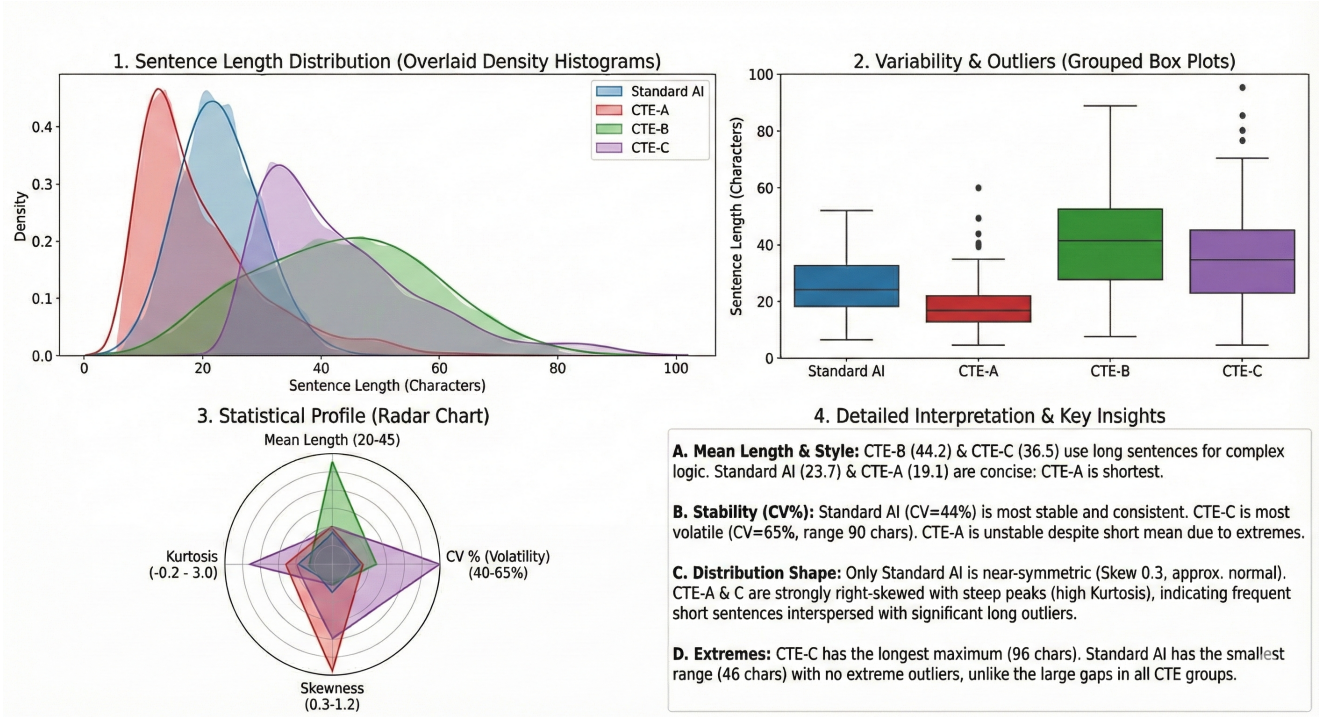 1. Sentence Length Distribution (Overlaid Density Histograms)
Density
0.4
0.3
0.2
0.1
0.0
0
20
40
60
80
100
Sentence Length (Characters)
Standard AI
CTE-A
CTE-B
CTE-C
2. Variability & Outliers (Grouped Box Plots)
Sentence Length (Characters)
100
80
60
40
20
0
Standard AI
CTE-A
CTE-B
CTE-C
3. Statistical Profile (Radar Chart)
Mean Length (20-45)
Kurtosis
(-0.2 - 3.0)
CV % (Volatility)
(40-65%)
Skewness
(0.3-1.2)
4. Detailed Interpretation & Key Insights
A. Mean Length & Style: CTE-B (44.2) & CTE-C (36.5) use long sentences for complex
logic. Standard AI (23.7) & CTE-A (19.1) are concise: CTE-A is shortest.
B. Stability (CV%): Standard AI (CV=44%) is most stable and consistent. CTE-C is most
volatile (CV=65%, range 90 chars). CTE-A is unstable despite short mean due to extremes.
C. Distribution Shape: Only Standard AI is near-symmetric (Skew 0.3, approx. normal).
CTE-A & C are strongly right-skewed with steep peaks (high Kurtosis), indicating frequent
short sentences interspersed with significant long outliers.
D. Extremes: CTE-C has the longest maximum (96 chars). Standard AI has the smallest
range (46 chars) with no extreme outliers, unlike the large gaps in all CTE groups.